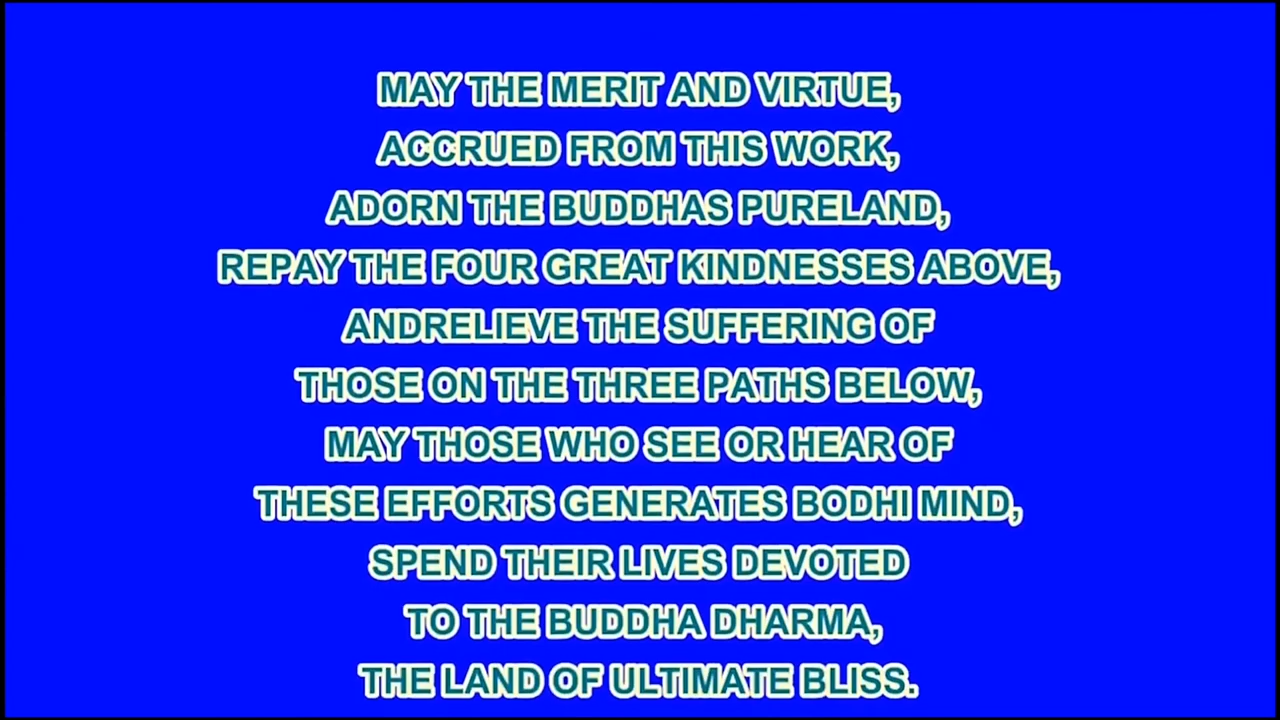 MAY THE MERIT AND VIRTUE,
ACCRUED FROM THIS WORK,
ADORN THE BUDDHAS PURELAND,
REPAY THE FOUR GREAT KINDNESSES ABOVE,
ANDRELIEVE THE SUFFERING OF
THOSE ON THE THREE PATHS BELOW,
MAY THOSE WHO SEE OR HEAR OF
THESE EFFORTS GENERATES BODHI MIND,
SPEND THEIR LIVES DEVOTED
TO THE BUDDHA DHARMA,
THE LAND OF ULTIMATE BLISS.